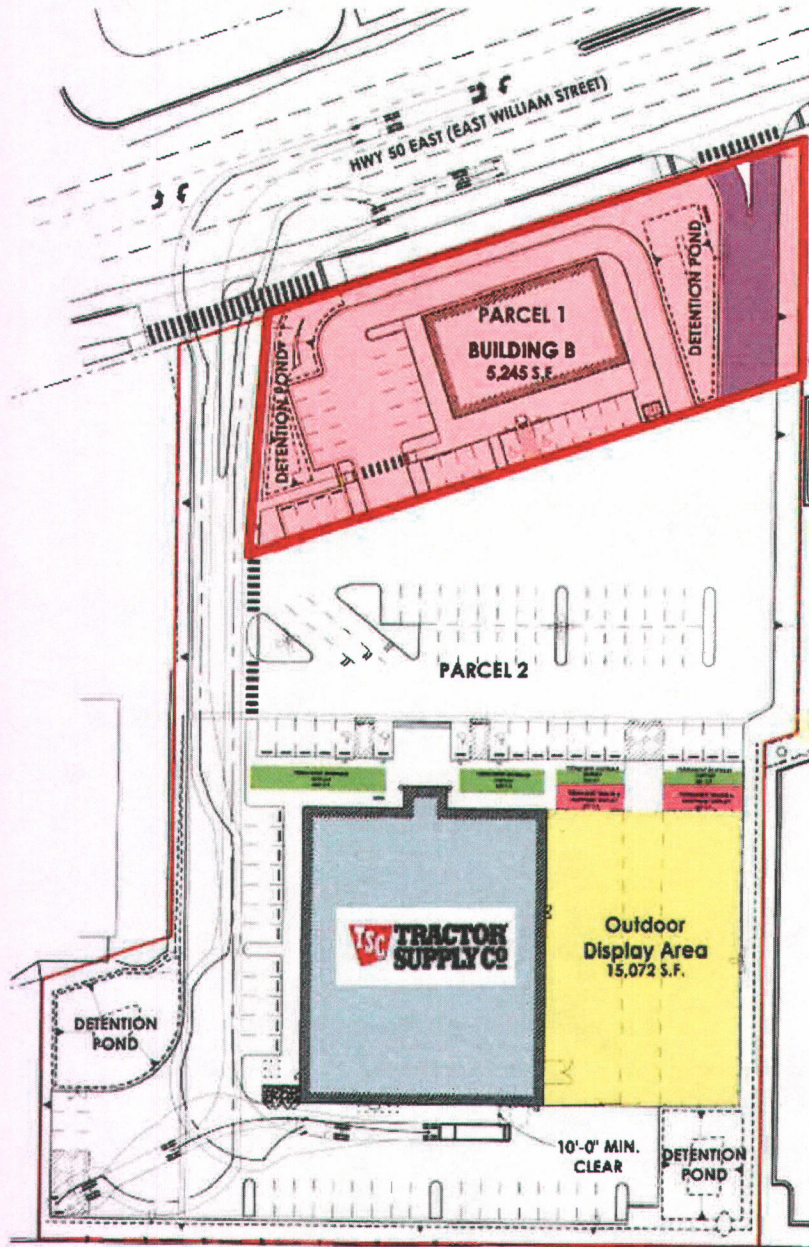 HWY 50 EAST (EAST WILLIAM STREET)
PARCEL 1
BUILDING B
5,245 S.F.
DETENTION POND
DETENTION POND
PARCEL 2
TSC TRACTOR
SUPPLY CO
Outdoor
Display Area
15,072 S.F.
DETENTION
POND
10'-0" MIN.
CLEAR
DETENTION
POND